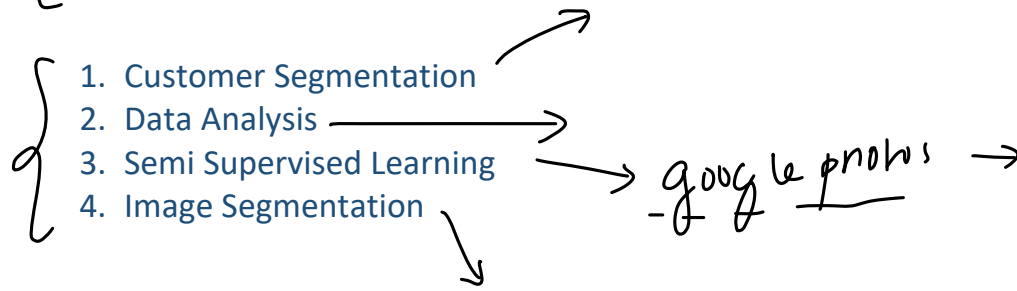 1. Customer Segmentation
2. Data Analysis
3. Semi Supervised Learning
4. Image Segmentation
google photos